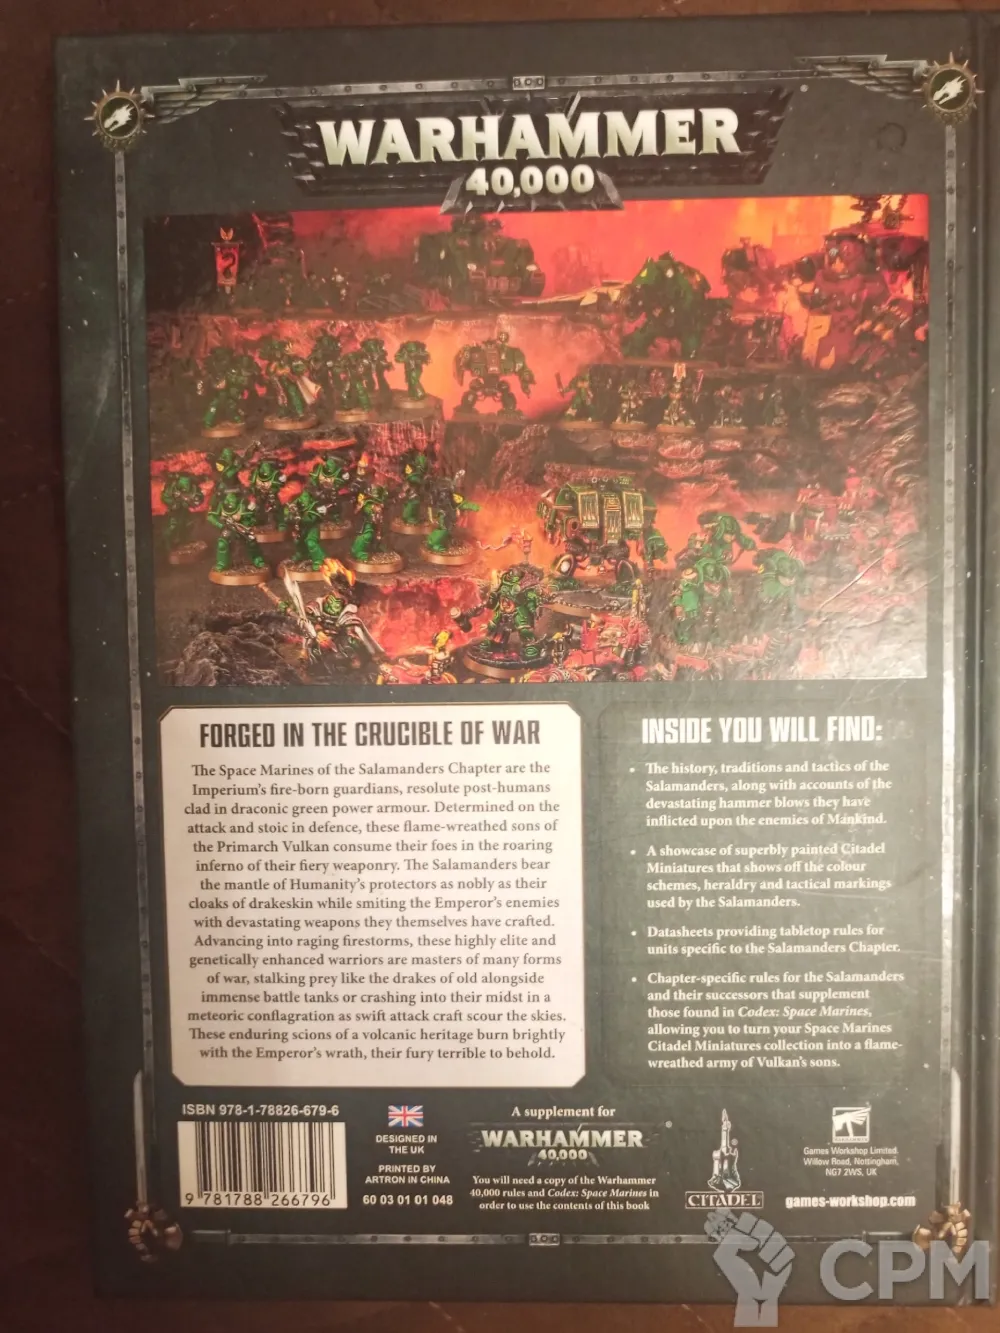 WARHAMMER
40,000
FORGED IN THE CRUCIBLE OF WAR
The Space Marines of the Salamanders Chapter are the
Imperium's fire-born guardians, resolute post-humans
clad in draconic green power armour. Determined on the
attack and stoic in defence, these flame-wreathed sons of
the Primarch Vulkan consume their foes in the roaring
inferno of their fiery weaponry. The Salamanders bear
the mantle of Humanity's protectors as nobly as their
cloaks of drakeskin while smiting the Emperor's enemies
with devastating weapons they themselves have crafted.
Advancing into raging firestorms, these highly elite and
genetically enhanced warriors are masters of many forms
of war, stalking prey like the drakes of old alongside
immense battle tanks or crashing into their midst in a
meteoric conflagration as swift attack craft scour the skies.
These enduring scions of a volcanic heritage burn brightly
with the Emperor's wrath, their fury terrible to behold.
INSIDE YOU WILL FIND:
• The history, traditions and tactics of the
Salamanders, along with accounts of the
devastating hammer blows they have
inflicted upon the enemies of Mankind.
• A showcase of superbly painted Citadel
Miniatures that shows off the colour
schemes, heraldry and tactical markings
used by the Salamanders.
• Datasheets providing tabletop rules for
units specific to the Salamanders Chapter.
• Chapter-specific rules for the Salamanders
and their successors that supplement
those found in Codex: Space Marines,
allowing you to turn your Space Marines
Citadel Miniatures collection into a flame-
wreathed army of Vulkan's sons.
ISBN 978-1-78826-679-6
9 781788 266796
DESIGNED IN
THE UK
PRINTED BY
ARTRON IN CHINA
60 03 01 01 048
A supplement for
WARHAMMER
40,000
You will need a copy of the Warhammer
40,000 rules and Codex: Space Marines in
order to use the contents of this book
CITADEL
WARHAMMER
Games Workshop Limited,
Willow Road, Nottingham,
NG7 2WS, UK
games-workshop.com
CPM